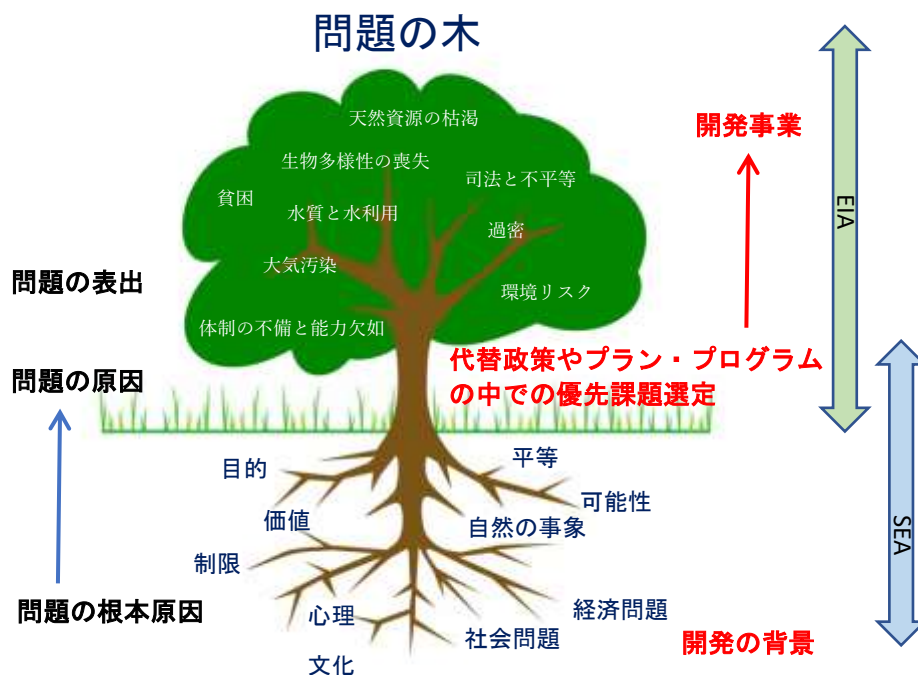 問題の木
天然資源の枯渇
開発事業
生物多様性の喪失
司法と不平等
貧困
水質と水利用
過密
EIA
大気汚染
問題の表出
環境リスク
体制の不備と能力欠如
代替政策やプラン・プログラム
の中での優先課題選定
問題の原因
平等
目的
可能性
価値
自然の事象
SEA
制限
問題の根本原因
心理
経済問題
社会問題
開発の背景
文化